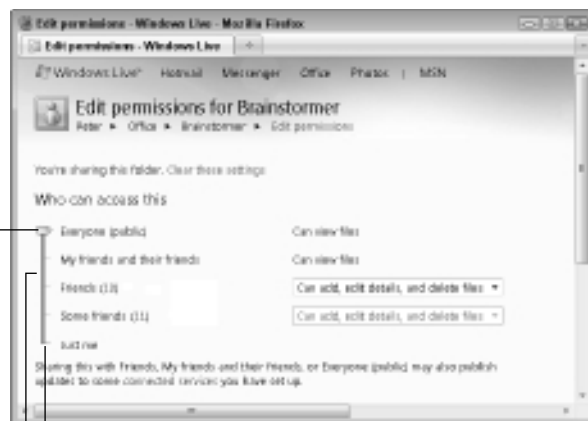 Edit permissions - Windows Live - Mozilla Firefox
Edit permissions - Windows Live
Windows Live™ Hotmail Messenger Office Photos | MSN
Edit permissions for Brainstormer
Peter ► Office ► Brainstormer ► Edit permissions
You're sharing this folder. Clear these settings
Who can access this
Everyone (public) Can view files
My friends and their friends Can view files
Friends (13) Can add, edit details, and delete files
Some friends (11) Can add, edit details, and delete files
Just me
Sharing this with Friends, My friends and their friends, or Everyone (public) may also publish
updates to some connected services you have set up.